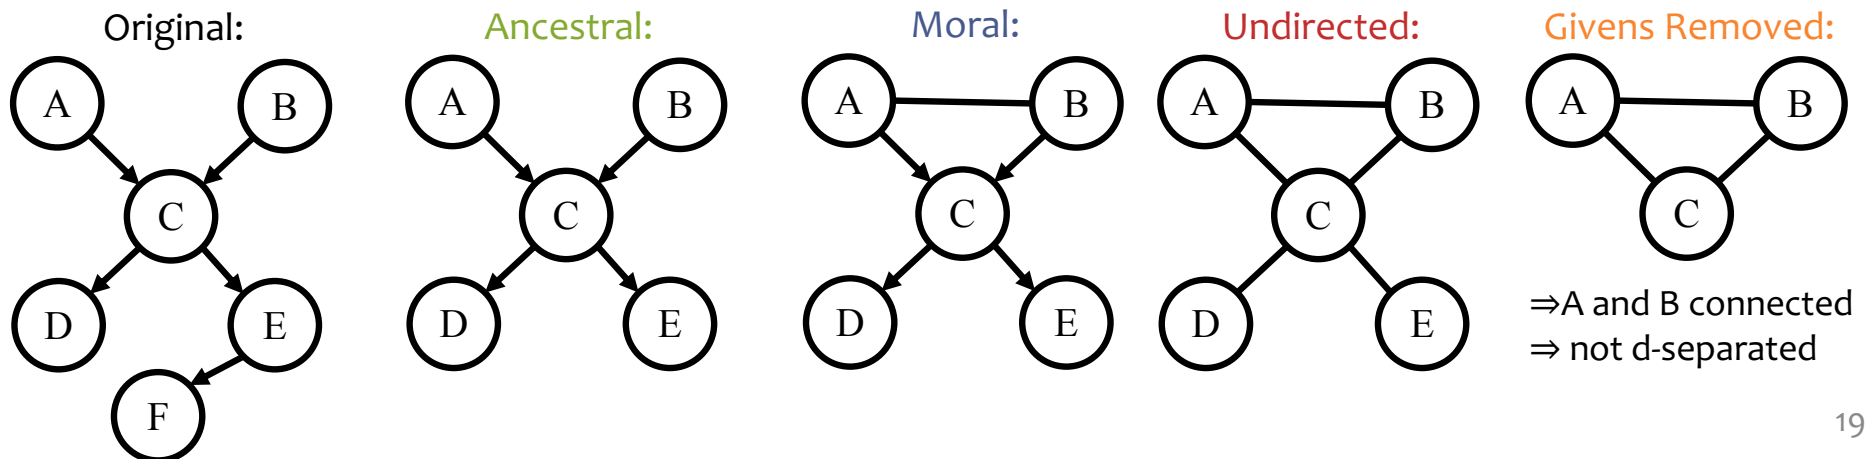 Original:
Ancestral:
Moral:
Undirected:
Givens Removed:
A B
C
D E
F
A B
C
D E
A B
C
D E
A B
C
D E
A B
C
⇒A and B connected
⇒ not d-separated
19